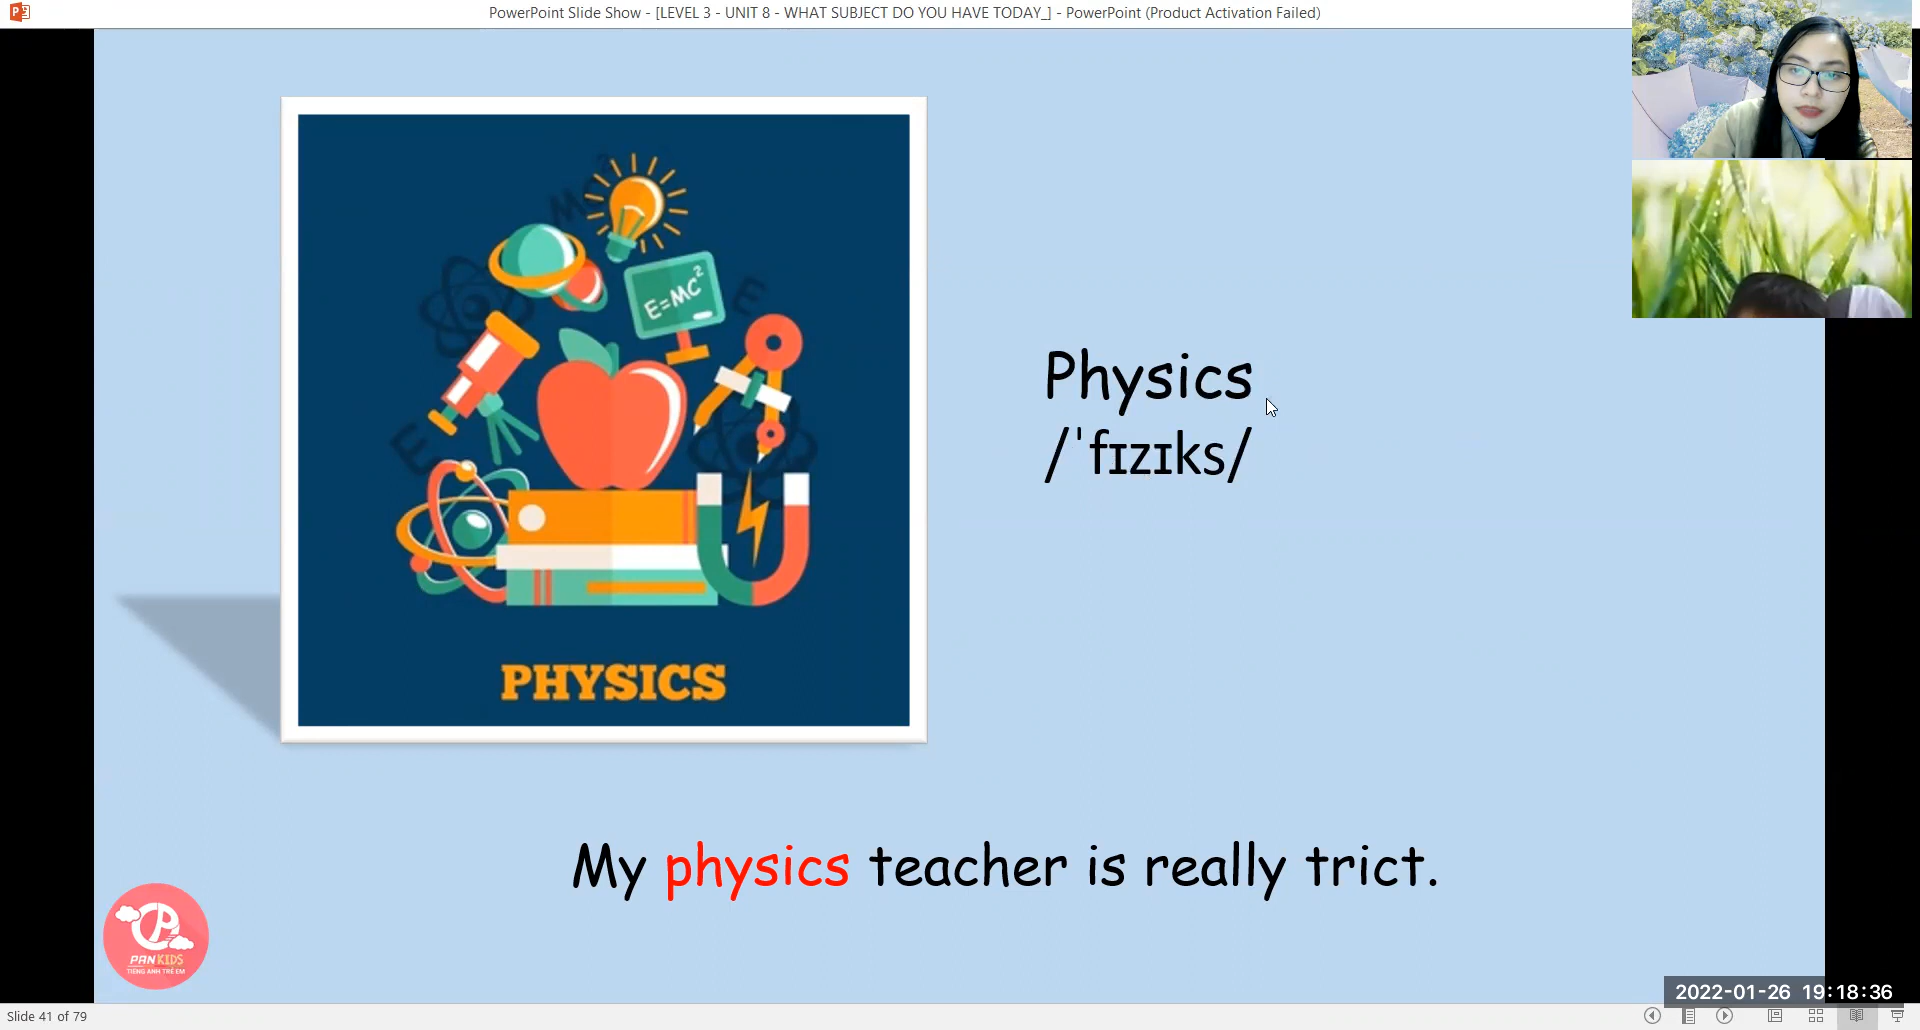 PowerPoint Slide Show - [LEVEL 3 - UNIT 8 - WHAT SUBJECT DO YOU HAVE TODAY_] - PowerPoint (Product Activation Failed)
MC²
E=MC²
E
E
PHYSICS
Physics
/ˈfɪzɪks/
My physics teacher is really trict.
PAN KIDS
TIẾNG ANH TRẺ EM
2022-01-26 19:18:36
Slide 41 of 79